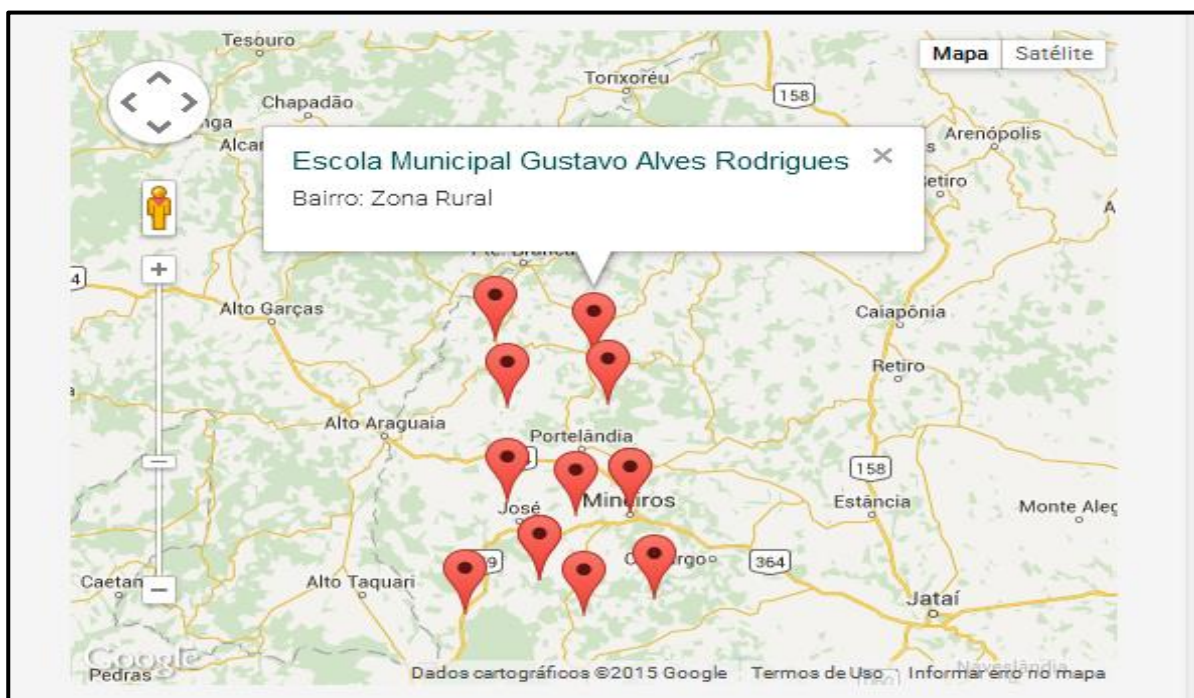 Tesouro
Mapa Satélite
Torixoréu
158
Chapadão
Arenópolis
Escola Municipal Gustavo Alves Rodrigues
Bairro: Zona Rural
Alto Garças
Caiapônia
Retiro
Alto Araguaia
Portelândia
158
José
Mineiros
Estância
Monte Aleg
364
Alto Taquari
Jataí
Google
Pedras
Dados cartográficos ©2015 Google Termos de Uso Informar erro no mapa